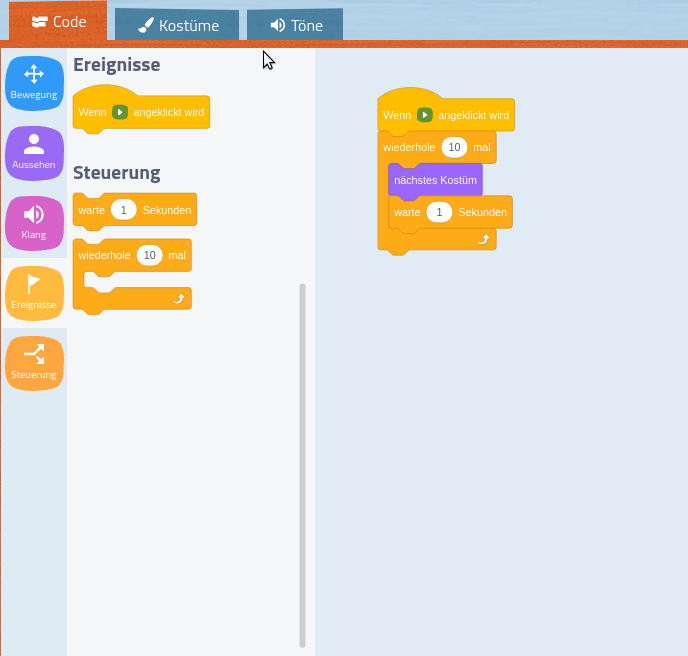 Code
Kostüme
Töne
Bewegung
Aussehen
Klang
Ereignisse
Steuerung
Ereignisse
Wenn angeklickt wird
Steuerung
warte 1 Sekunden
wiederhole 10 mal
Wenn angeklickt wird
wiederhole 10 mal
nächstes Kostüm
warte 1 Sekunden